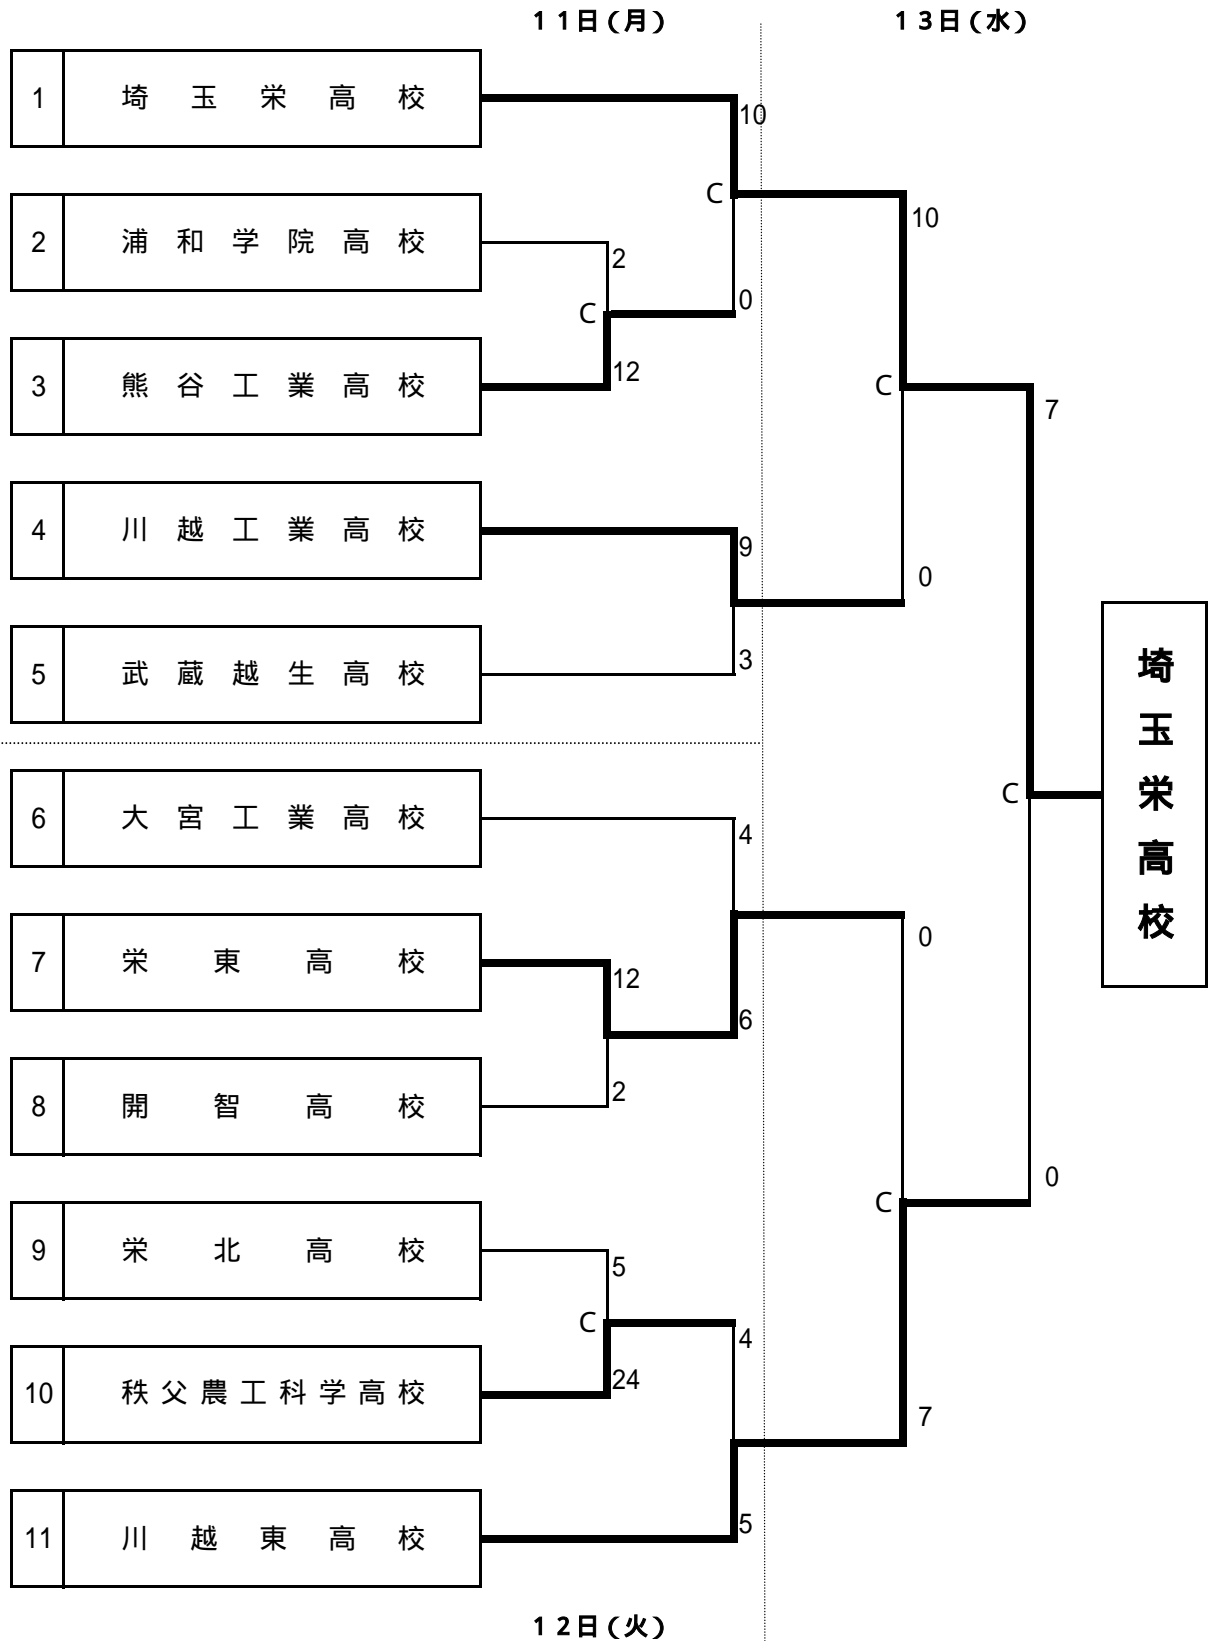 11日(月)
13日(水)
1 埼玉栄高校
10
C
10
2 浦和学院高校
2
0
C
3 熊谷工業高校
12
C
7
4 川越工業高校
9
0
5 武蔵越生高校
3
埼玉栄高校
C
6 大宮工業高校
4
0
7 栄東高校
12
6
8 開智高校
2
0
C
9 栄北高校
5
C
4
10 秩父農工科学高校
24
7
11 川越東高校
5
12日(火)